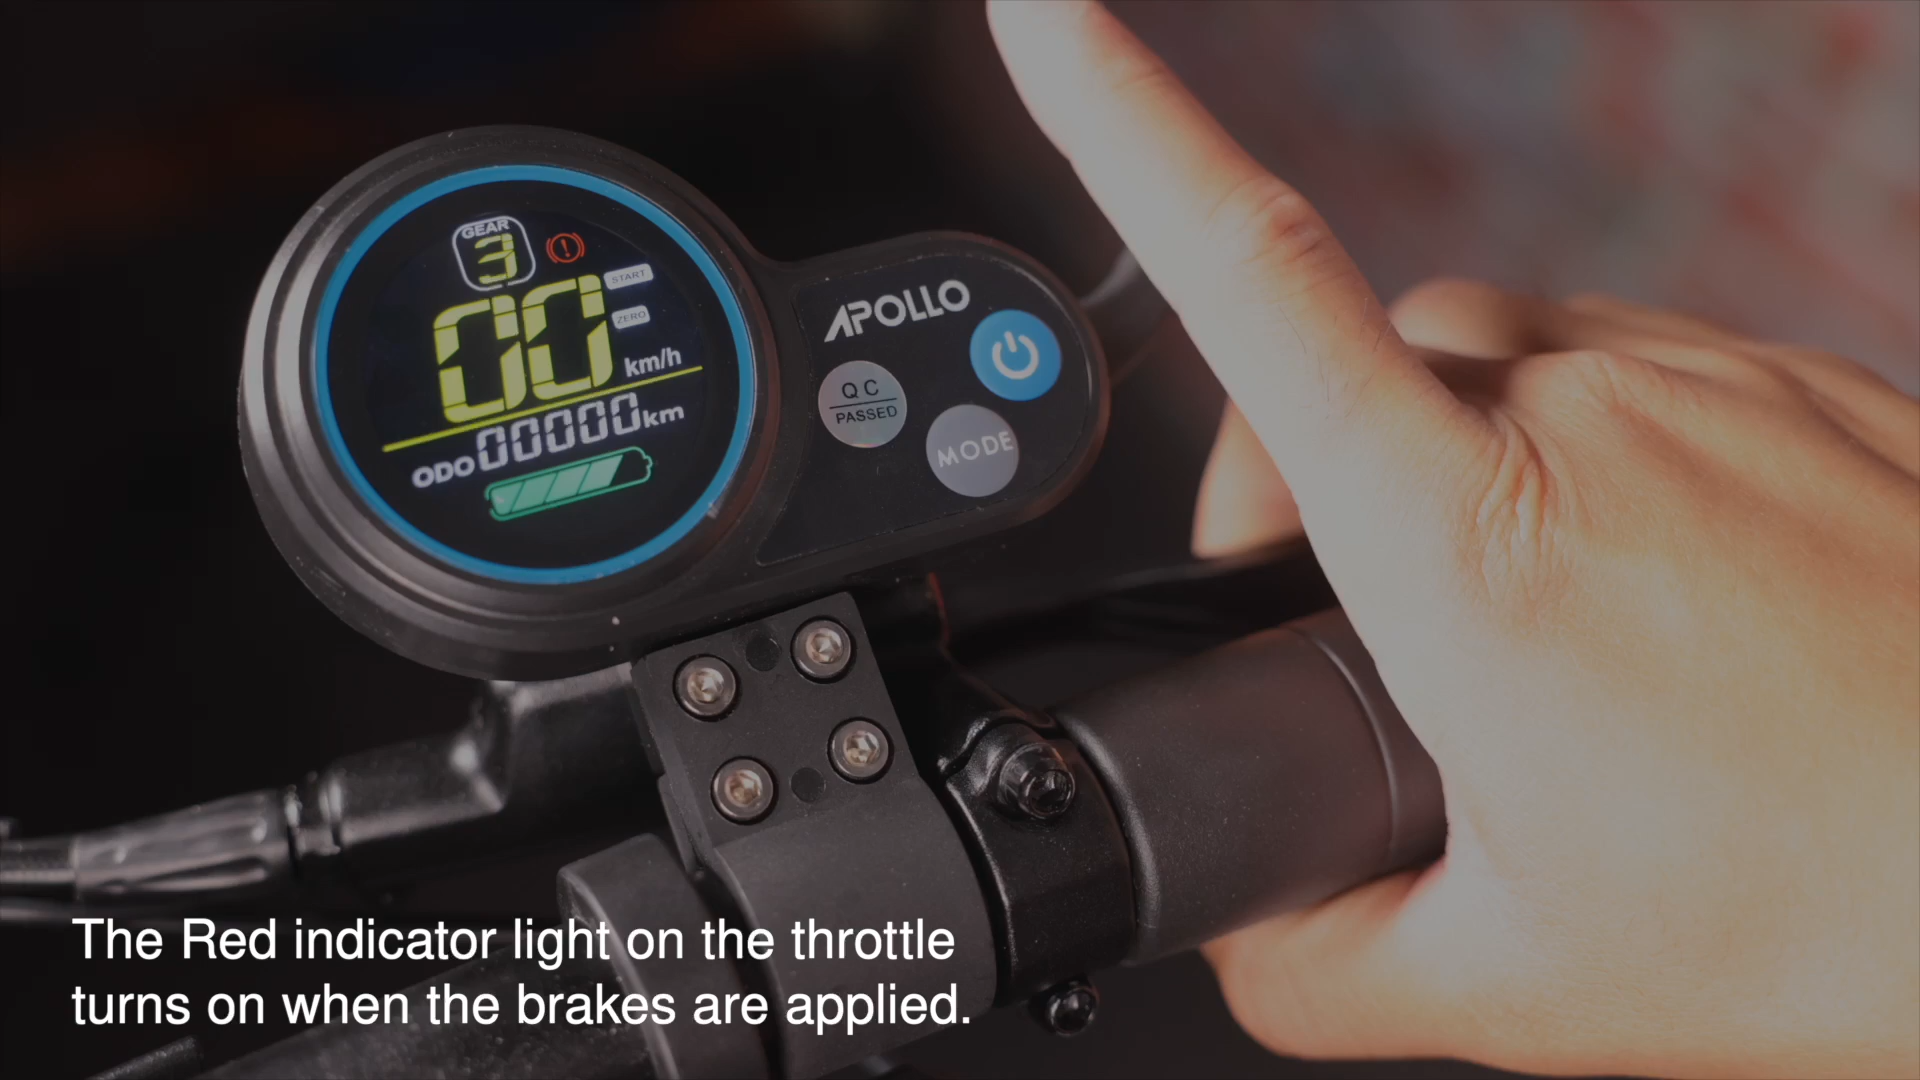 GEAR
3
START
00
ZERO
km/h
ODO 00000 km
APOLLO
QC
PASSED
MODE
The Red indicator light on the throttle
turns on when the brakes are applied.